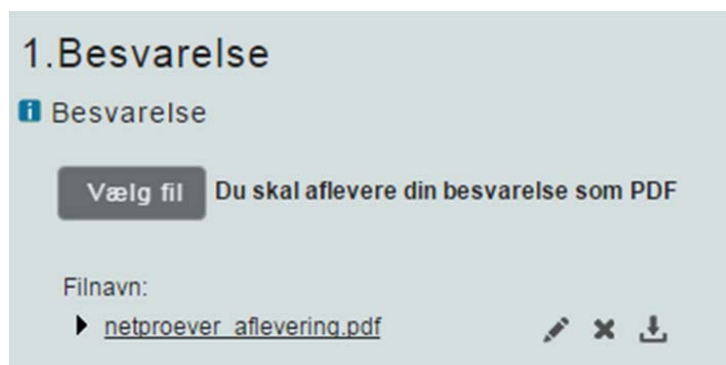 1.Besvarelse
Besvarelse
Vælg fil Du skal aflevere din besvarelse som PDF
Filnavn:
netproever_aflevering.pdf